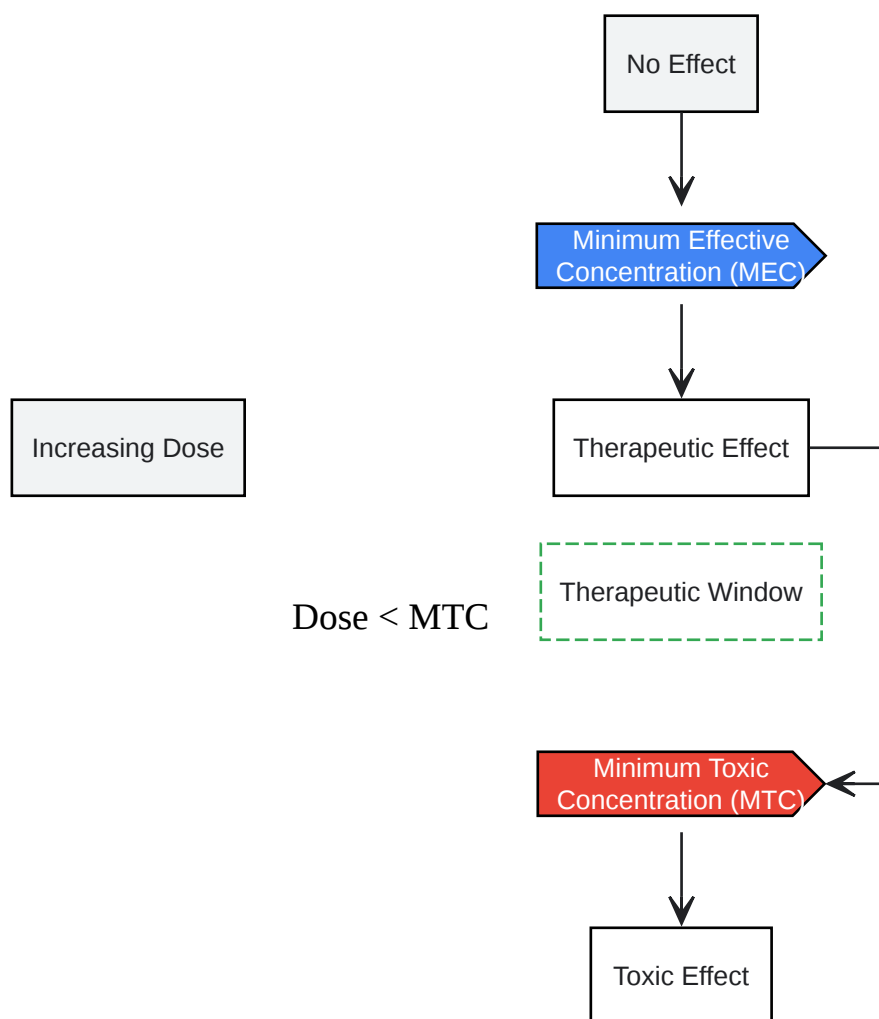 No Effect
Minimum Effective
Concentration (MEC)
Increasing Dose
Therapeutic Effect
Therapeutic Window
Dose < MTC
Minimum Toxic
Concentration (MTC)
Toxic Effect